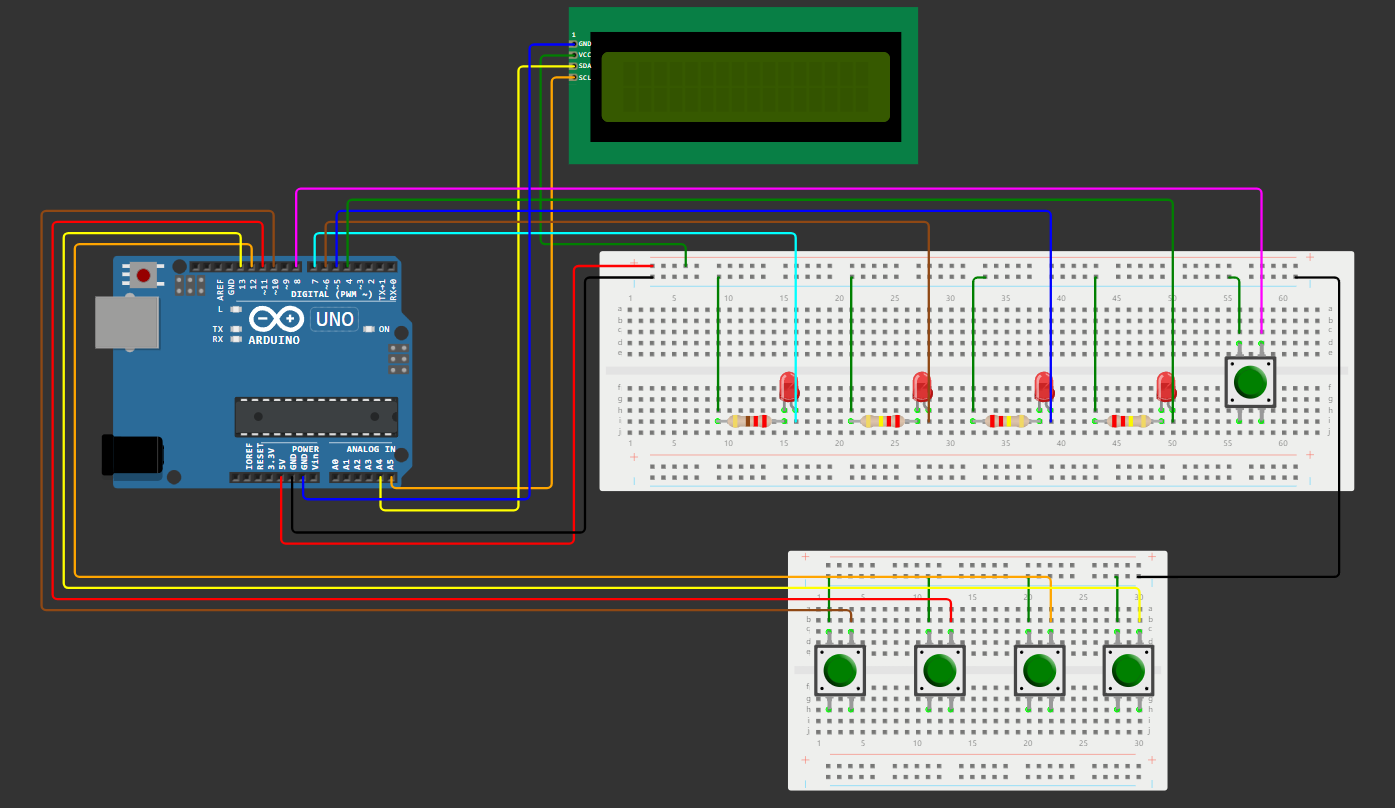 1
GND
VCC
SDA
SCL
AREF
GND
13
12
~11
~10
~9
8
7
~6
~5
4
~3
2
TX→1
RX←0
DIGITAL (PWM ~)
L
TX
RX
UNO
ON
ARDUINO
IOREF
RESET
3.3V
5V
GND
GND
Vin
POWER
A0
A1
A2
A3
A4
A5
ANALOG IN
1 5 10 15 20 25 30 35 40 45 50 55 60
a a
b b
c c
d d
e e
f f
g g
h h
i i
j j
1 5 10 15 20 25 30 35 40 45 50 55 60
1 10 15 20 25 30
a a
b b
c c
d d
e
f
g g
h h
i i
j j
1 5 10 15 20 25 30